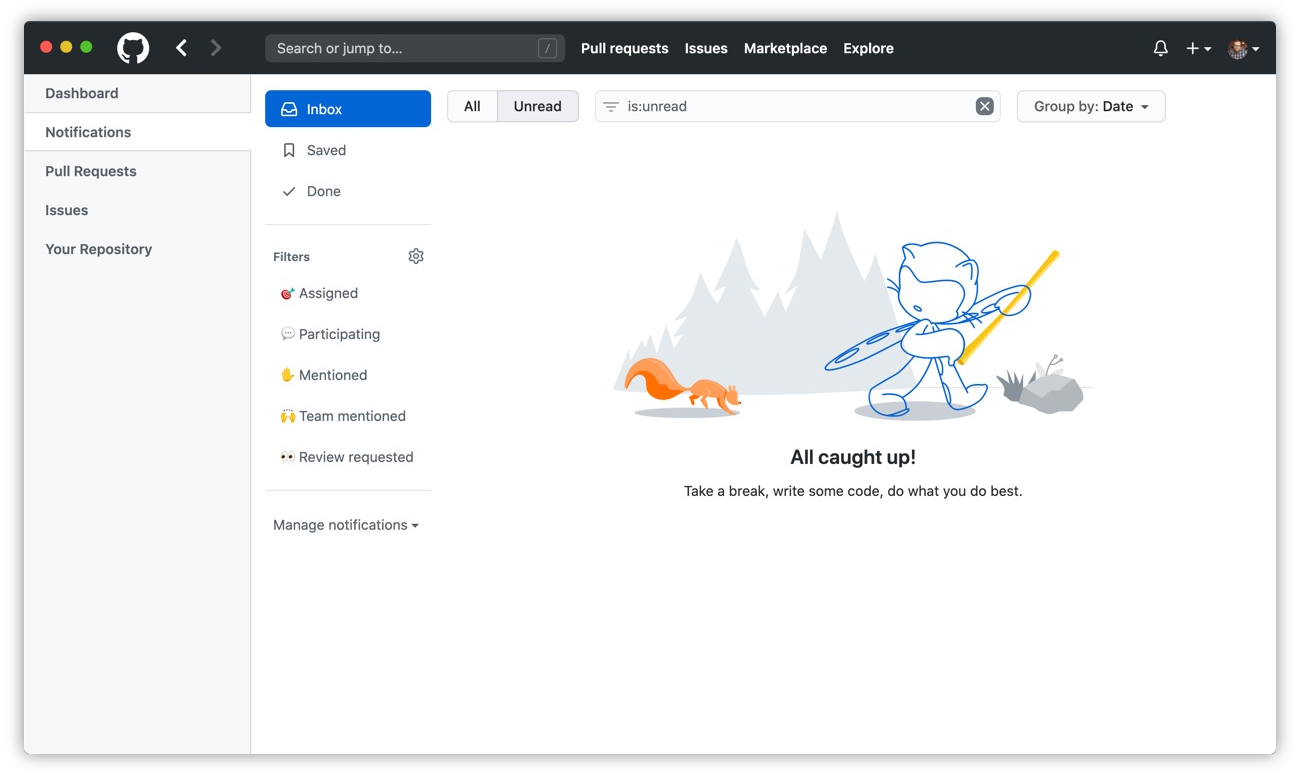 Search or jump to...
/
Pull requests
Issues
Marketplace
Explore
Dashboard
Notifications
Pull Requests
Issues
Your Repository
Inbox
Saved
Done
Filters
🎯 Assigned
💬 Participating
✋ Mentioned
🙌 Team mentioned
👀 Review requested
Manage notifications
All
Unread
is:unread
Group by: Date
All caught up!
Take a break, write some code, do what you do best.